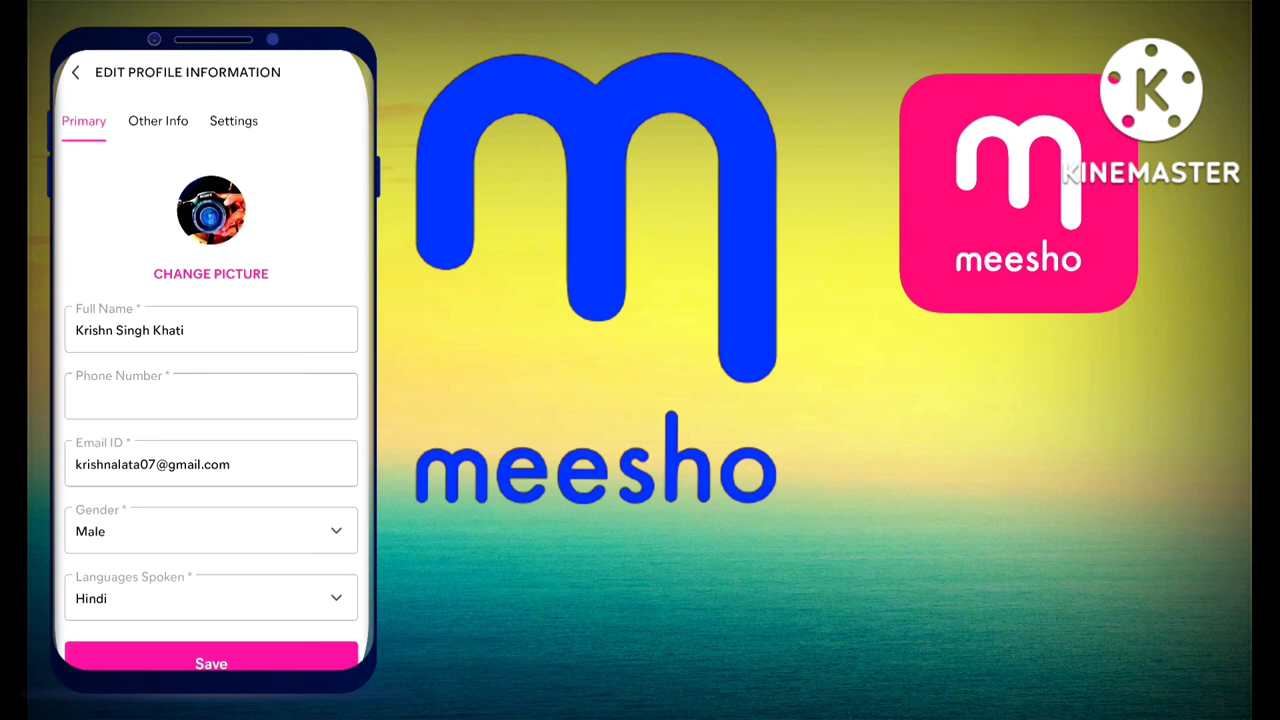 EDIT PROFILE INFORMATION
Primary Other Info Settings
CHANGE PICTURE
Full Name *
Krishn Singh Khati
Phone Number *
Email ID *
krishnalata07@gmail.com
Gender *
Male
Languages Spoken *
Hindi
Save
meesho
meesho
K
KINEMASTER